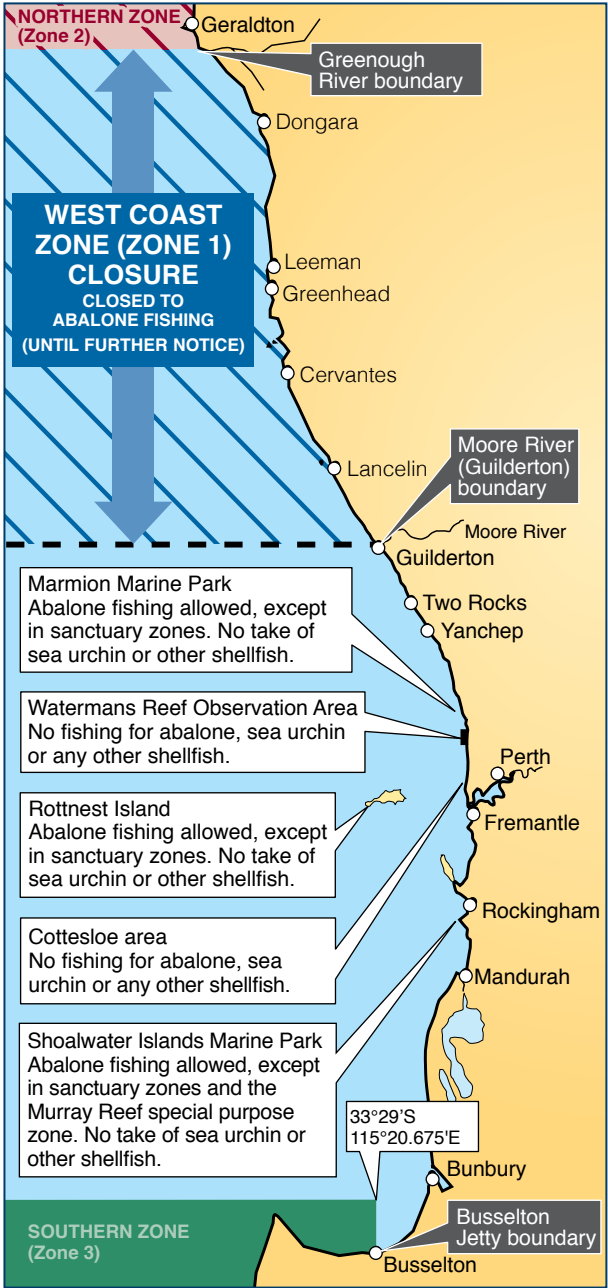 NORTHERN ZONE
(Zone 2)
Geraldton
Greenough
River boundary
Dongara
WEST COAST
ZONE (ZONE 1)
CLOSURE
CLOSED TO
ABALONE FISHING
(UNTIL FURTHER NOTICE)
Leeman
Greenhead
Cervantes
Moore River
(Guilderton)
boundary
Lancelin
Moore River
Guilderton
Marmion Marine Park
Abalone fishing allowed, except
in sanctuary zones. No take of
sea urchin or other shellfish.
Two Rocks
Yanchep
Watermans Reef Observation Area
No fishing for abalone, sea urchin
or any other shellfish.
Perth
Rottnest Island
Abalone fishing allowed, except
in sanctuary zones. No take of
sea urchin or other shellfish.
Fremantle
Rockingham
Cottesloe area
No fishing for abalone, sea
urchin or any other shellfish.
Mandurah
Shoalwater Islands Marine Park
Abalone fishing allowed, except
in sanctuary zones and the
Murray Reef special purpose
zone. No take of sea urchin or
other shellfish.
33°29'S
115°20.675'E
Bunbury
SOUTHERN ZONE
(Zone 3)
Busselton
Jetty boundary
Busselton